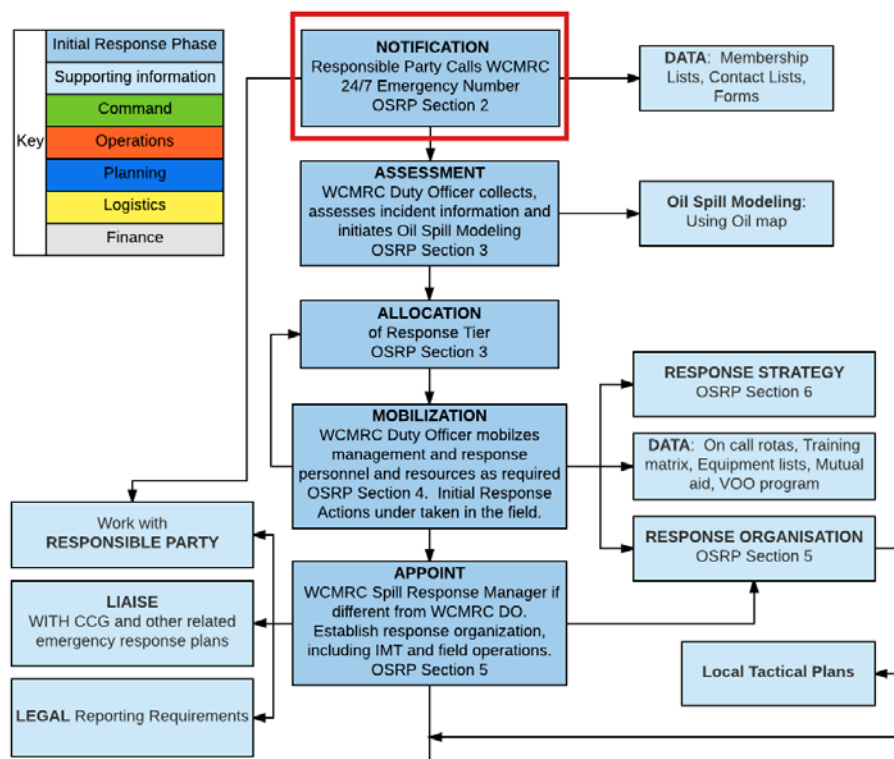 Key
Initial Response Phase
Supporting information
Command
Operations
Planning
Logistics
Finance
NOTIFICATION
Responsible Party Calls WCMRC
24/7 Emergency Number
OSRP Section 2
DATA:  Membership
Lists, Contact Lists,
Forms
ASSESSMENT
WCMRC Duty Officer collects,
assesses incident information and
initiates Oil Spill Modeling
OSRP Section 3
Oil Spill Modeling:
Using Oil map
ALLOCATION
of Response Tier
OSRP Section 3
MOBILIZATION
WCMRC Duty Officer mobilzes
management and response
personnel and resources as required
OSRP Section 4.  Initial Response
Actions under taken in the field.
RESPONSE STRATEGY
OSRP Section 6
DATA:  On call rotas, Training
matrix, Equipment lists, Mutual
aid, VOO program
RESPONSE ORGANISATION
OSRP Section 5
Work with
RESPONSIBLE PARTY
LIAISE
WITH CCG and other related
emergency response plans
LEGAL Reporting Requirements
APPOINT
WCMRC Spill Response Manager if
different from WCMRC DO.
Establish response organization,
including IMT and field operations.
OSRP Section 5
Local Tactical Plans